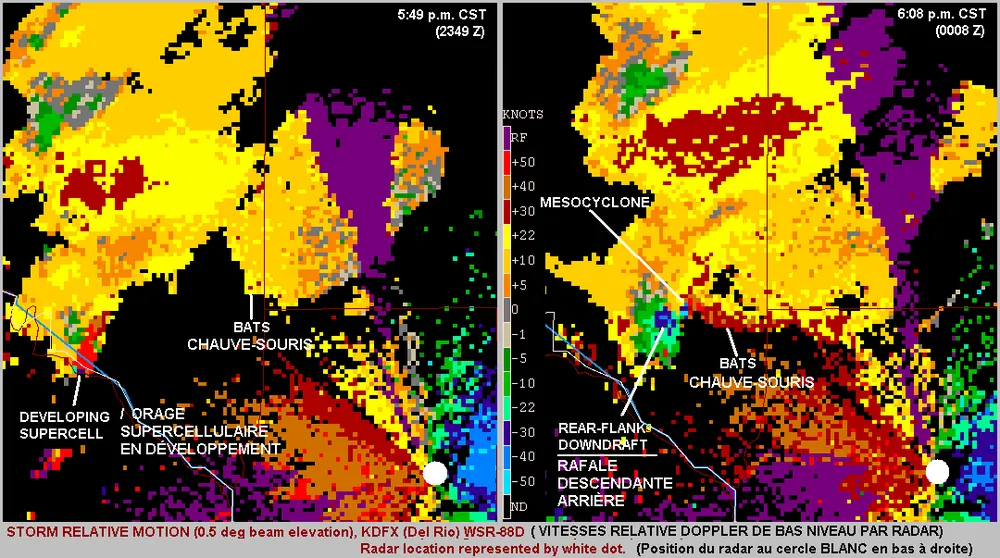 5:49 p.m. CST
(2349 Z)
BATS
CHAUVE-SOURIS
DEVELOPING
SUPERCELL
/ ORAGE
SUPERCELLULAIRE
EN DÉVELOPPEMENT
KNOTS
RF
+50
+40
+30
+22
+10
+5
0
-1
-5
-10
-22
-30
-40
-50
ND
6:08 p.m. CST
(0008 Z)
MESOCYCLONE
BATS
CHAUVE-SOURIS
REAR-FLANK
DOWNDRAFT
RAFALE
DESCENDANTE
ARRIÈRE
STORM RELATIVE MOTION (0.5 deg beam elevation), KDFX (Del Rio) WSR-88D ( VITESSES RELATIVE DOPPLER DE BAS NIVEAU PAR RADAR)
Radar location represented by white dot. (Position du radar au cercle BLANC en bas à droite)